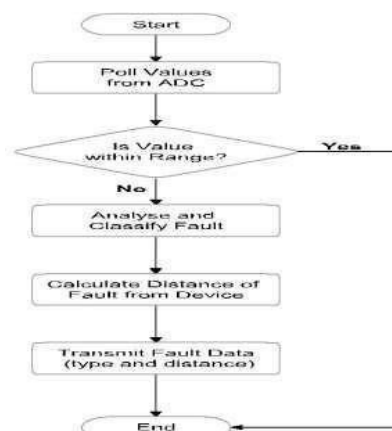 Start
Poll Values
from ADC
Is Value
within Range?
Yes
No
Analyse and
Classify Fault
Calculate Distance of
Fault from Device
Transmit Fault Data
(type and distance)
End